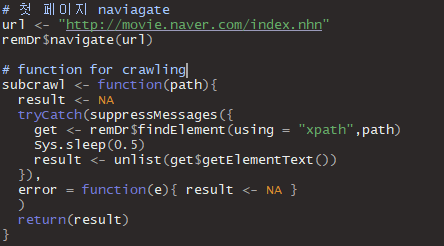 # 첫 페이지 naviagate
url <- "http://movie.naver.com/index.nhn"
remDr$navigate(url)

# function for crawling
subcrawl <- function(path){
  result <- NA
  tryCatch(suppressMessages({
    get <- remDr$findElement(using = "xpath",path)
    Sys.sleep(0.5)
    result <- unlist(get$getElementText())
  }),
  error = function(e){ result <- NA }
  )
  return(result)
}